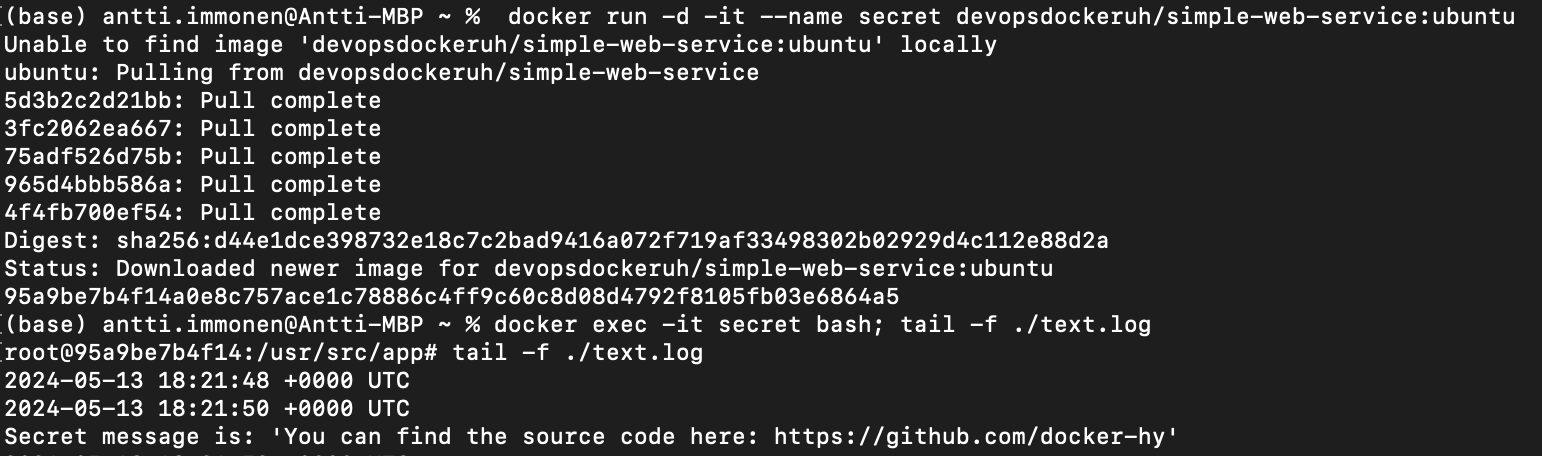 (base) antti.immonen@Antti-MBP ~ %  docker run -d -it --name secret devopsdockeruh/simple-web-service:ubuntu
Unable to find image 'devopsdockeruh/simple-web-service:ubuntu' locally
ubuntu: Pulling from devopsdockeruh/simple-web-service
5d3b2c2d21bb: Pull complete
3fc2062ea667: Pull complete
75adf526d75b: Pull complete
965d4bbb586a: Pull complete
4f4fb700ef54: Pull complete
Digest: sha256:d44e1dce398732e18c7c2bad9416a072f719af33498302b02929d4c112e88d2a
Status: Downloaded newer image for devopsdockeruh/simple-web-service:ubuntu
95a9be7b4f14a0e8c757ace1c78886c4ff9c60c8d08d4792f8105fb03e6864a5
(base) antti.immonen@Antti-MBP ~ % docker exec -it secret bash; tail -f ./text.log
root@95a9be7b4f14:/usr/src/app# tail -f ./text.log
2024-05-13 18:21:48 +0000 UTC
2024-05-13 18:21:50 +0000 UTC
Secret message is: 'You can find the source code here: https://github.com/docker-hy'